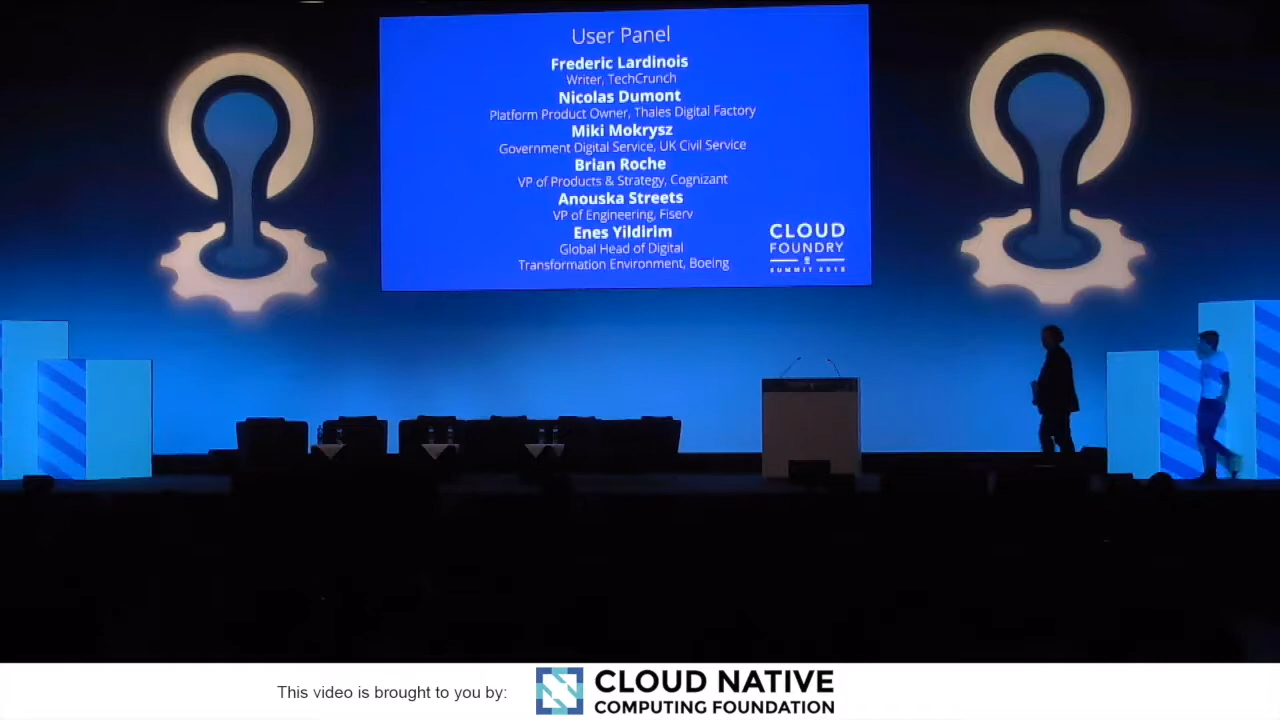 User Panel
Frederic Lardinois
Writer, TechCrunch
Nicolas Dumont
Platform Product Owner, Thales Digital Factory
Miki Mokrysz
Government Digital Service, UK Civil Service
Brian Roche
VP of Products & Strategy, Cognizant
Anouska Streets
VP of Engineering, Fiserv
Enes Yildirim
Global Head of Digital
Transformation Environment, Boeing
CLOUD
FOUNDRY
SUMMIT 2018
This video is brought to you by:
CLOUD NATIVE
COMPUTING FOUNDATION